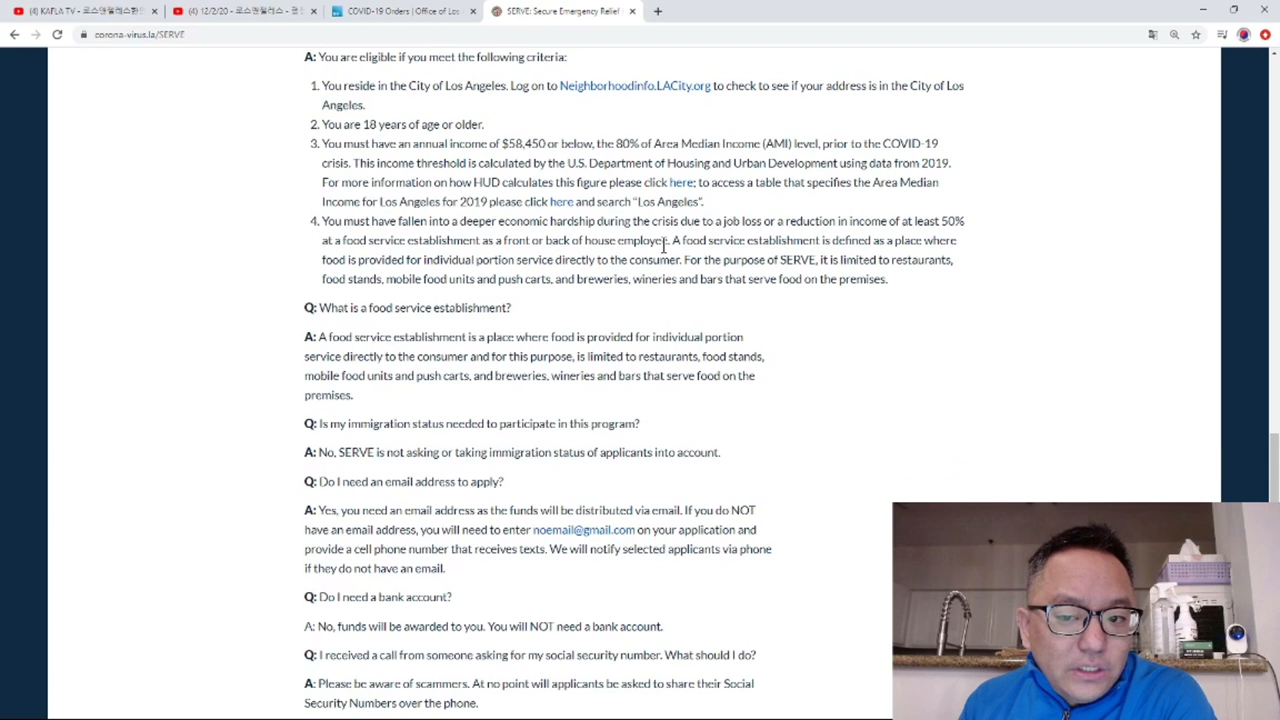 (4) KAFLA TV - 로스앤젤레스한인
(4) 12/2/20 - 로스앤젤레스 -
COVID-19 Orders | Office of Los
SERVE: Secure Emergency Relief
corona-virus.la/SERVE
A: You are eligible if you meet the following criteria:
1. You reside in the City of Los Angeles. Log on to Neighborhoodinfo.LACity.org to check to see if your address is in the City of Los
Angeles.
2. You are 18 years of age or older.
3. You must have an annual income of $58,450 or below, the 80% of Area Median Income (AMI) level, prior to the COVID-19
crisis. This income threshold is calculated by the U.S. Department of Housing and Urban Development using data from 2019.
For more information on how HUD calculates this figure please click here; to access a table that specifies the Area Median
Income for Los Angeles for 2019 please click here and search “Los Angeles”.
4. You must have fallen into a deeper economic hardship during the crisis due to a job loss or a reduction in income of at least 50%
at a food service establishment as a front or back of house employee. A food service establishment is defined as a place where
food is provided for individual portion service directly to the consumer. For the purpose of SERVE, it is limited to restaurants,
food stands, mobile food units and push carts, and breweries, wineries and bars that serve food on the premises.
Q: What is a food service establishment?
A: A food service establishment is a place where food is provided for individual portion
service directly to the consumer and for this purpose, is limited to restaurants, food stands,
mobile food units and push carts, and breweries, wineries and bars that serve food on the
premises.
Q: Is my immigration status needed to participate in this program?
A: No, SERVE is not asking or taking immigration status of applicants into account.
Q: Do I need an email address to apply?
A: Yes, you need an email address as the funds will be distributed via email. If you do NOT
have an email address, you will need to enter noemail@gmail.com on your application and
provide a cell phone number that receives texts. We will notify selected applicants via phone
if they do not have an email.
Q: Do I need a bank account?
A: No, funds will be awarded to you. You will NOT need a bank account.
Q: I received a call from someone asking for my social security number. What should I do?
A: Please be aware of scammers. At no point will applicants be asked to share their Social
Security Numbers over the phone.